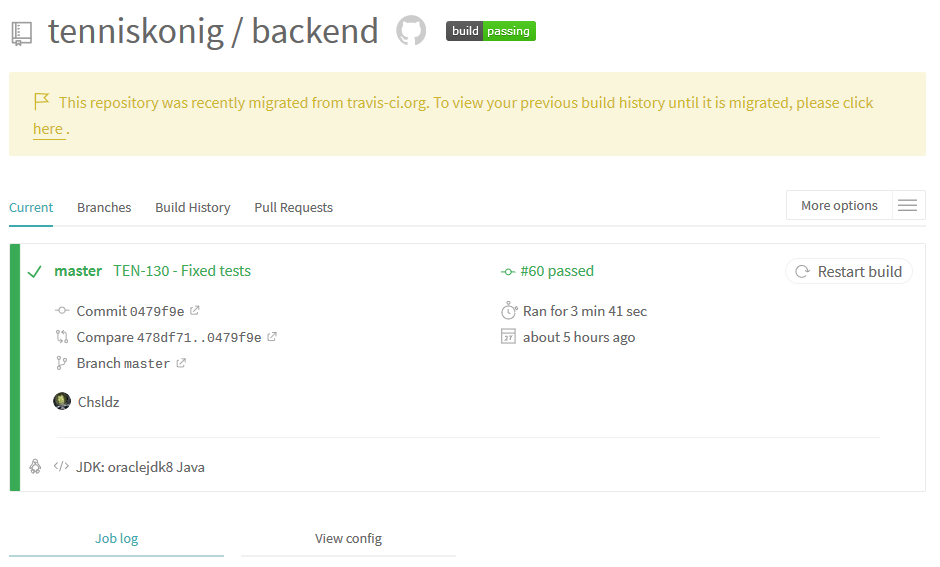 tenniskonig / backend build passing
This repository was recently migrated from travis-ci.org. To view your previous build history until it is migrated, please click
here .
Current Branches Build History Pull Requests More options
master TEN-130 - Fixed tests #60 passed Restart build
Commit 0479f9e Ran for 3 min 41 sec
Compare 478df71..0479f9e 27 about 5 hours ago
Branch master
Chsldz
</> JDK: oraclejdk8 Java
Job log View config